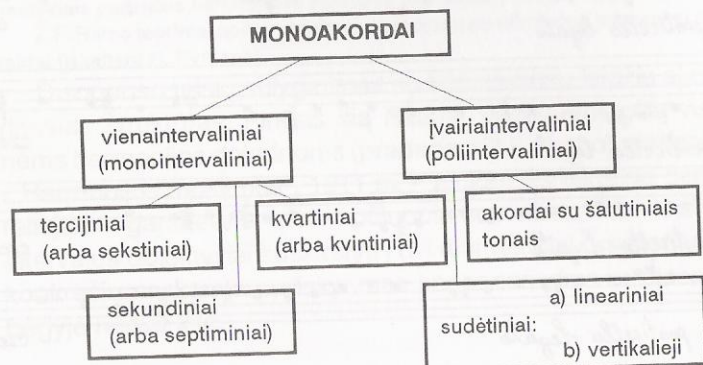 MONOAKORDAI
vienaintervaliniai
(monointervaliniai)
įvairiaintervaliniai
(poliintervaliniai)
tercijiniai
(arba sekstiniai)
kvartiniai
(arba kvintiniai)
akordai su šalutiniais
tonais
sekundiniai
(arba septiminiai)
a) lineariniai
sudėtiniai:
b) vertikalieji